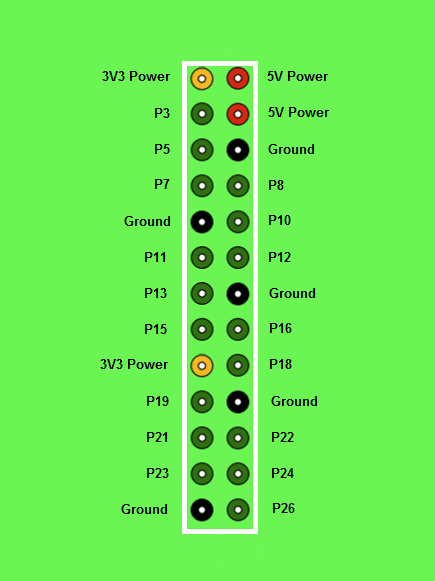 3V3 Power 5V Power
P3 5V Power
P5 Ground
P7 P8
Ground P10
P11 P12
P13 Ground
P15 P16
3V3 Power P18
P19 Ground
P21 P22
P23 P24
Ground P26